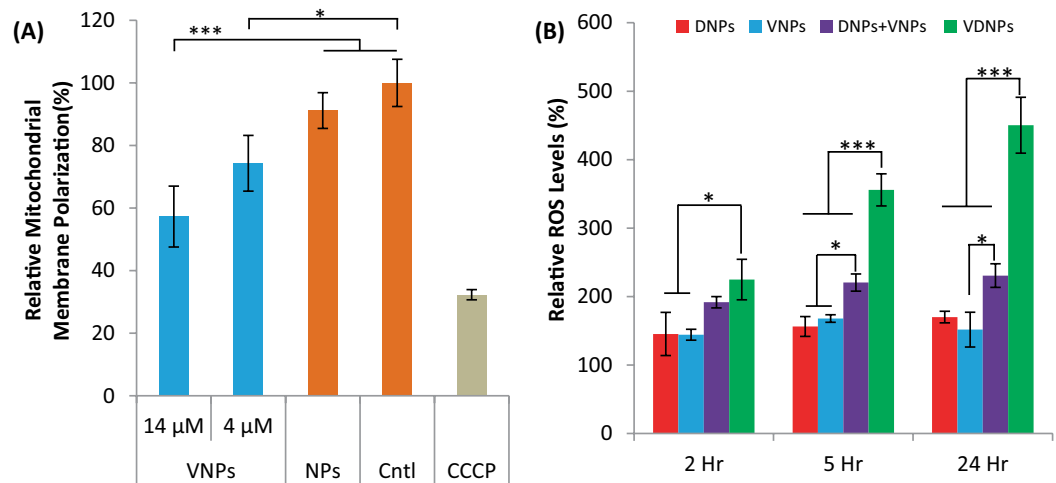 (A)
Relative Mitochondrial
Membrane Polarization(%)
120
100
80
60
40
20
0
***
*
14 µM 4 µM
VNPs NPs Cntl CCCP
(B)
Relative ROS Levels (%)
600
500
400
300
200
100
0
DNPs VNPs DNPs+VNPs VDNPs
*
***
*
***
*
2 Hr 5 Hr 24 Hr